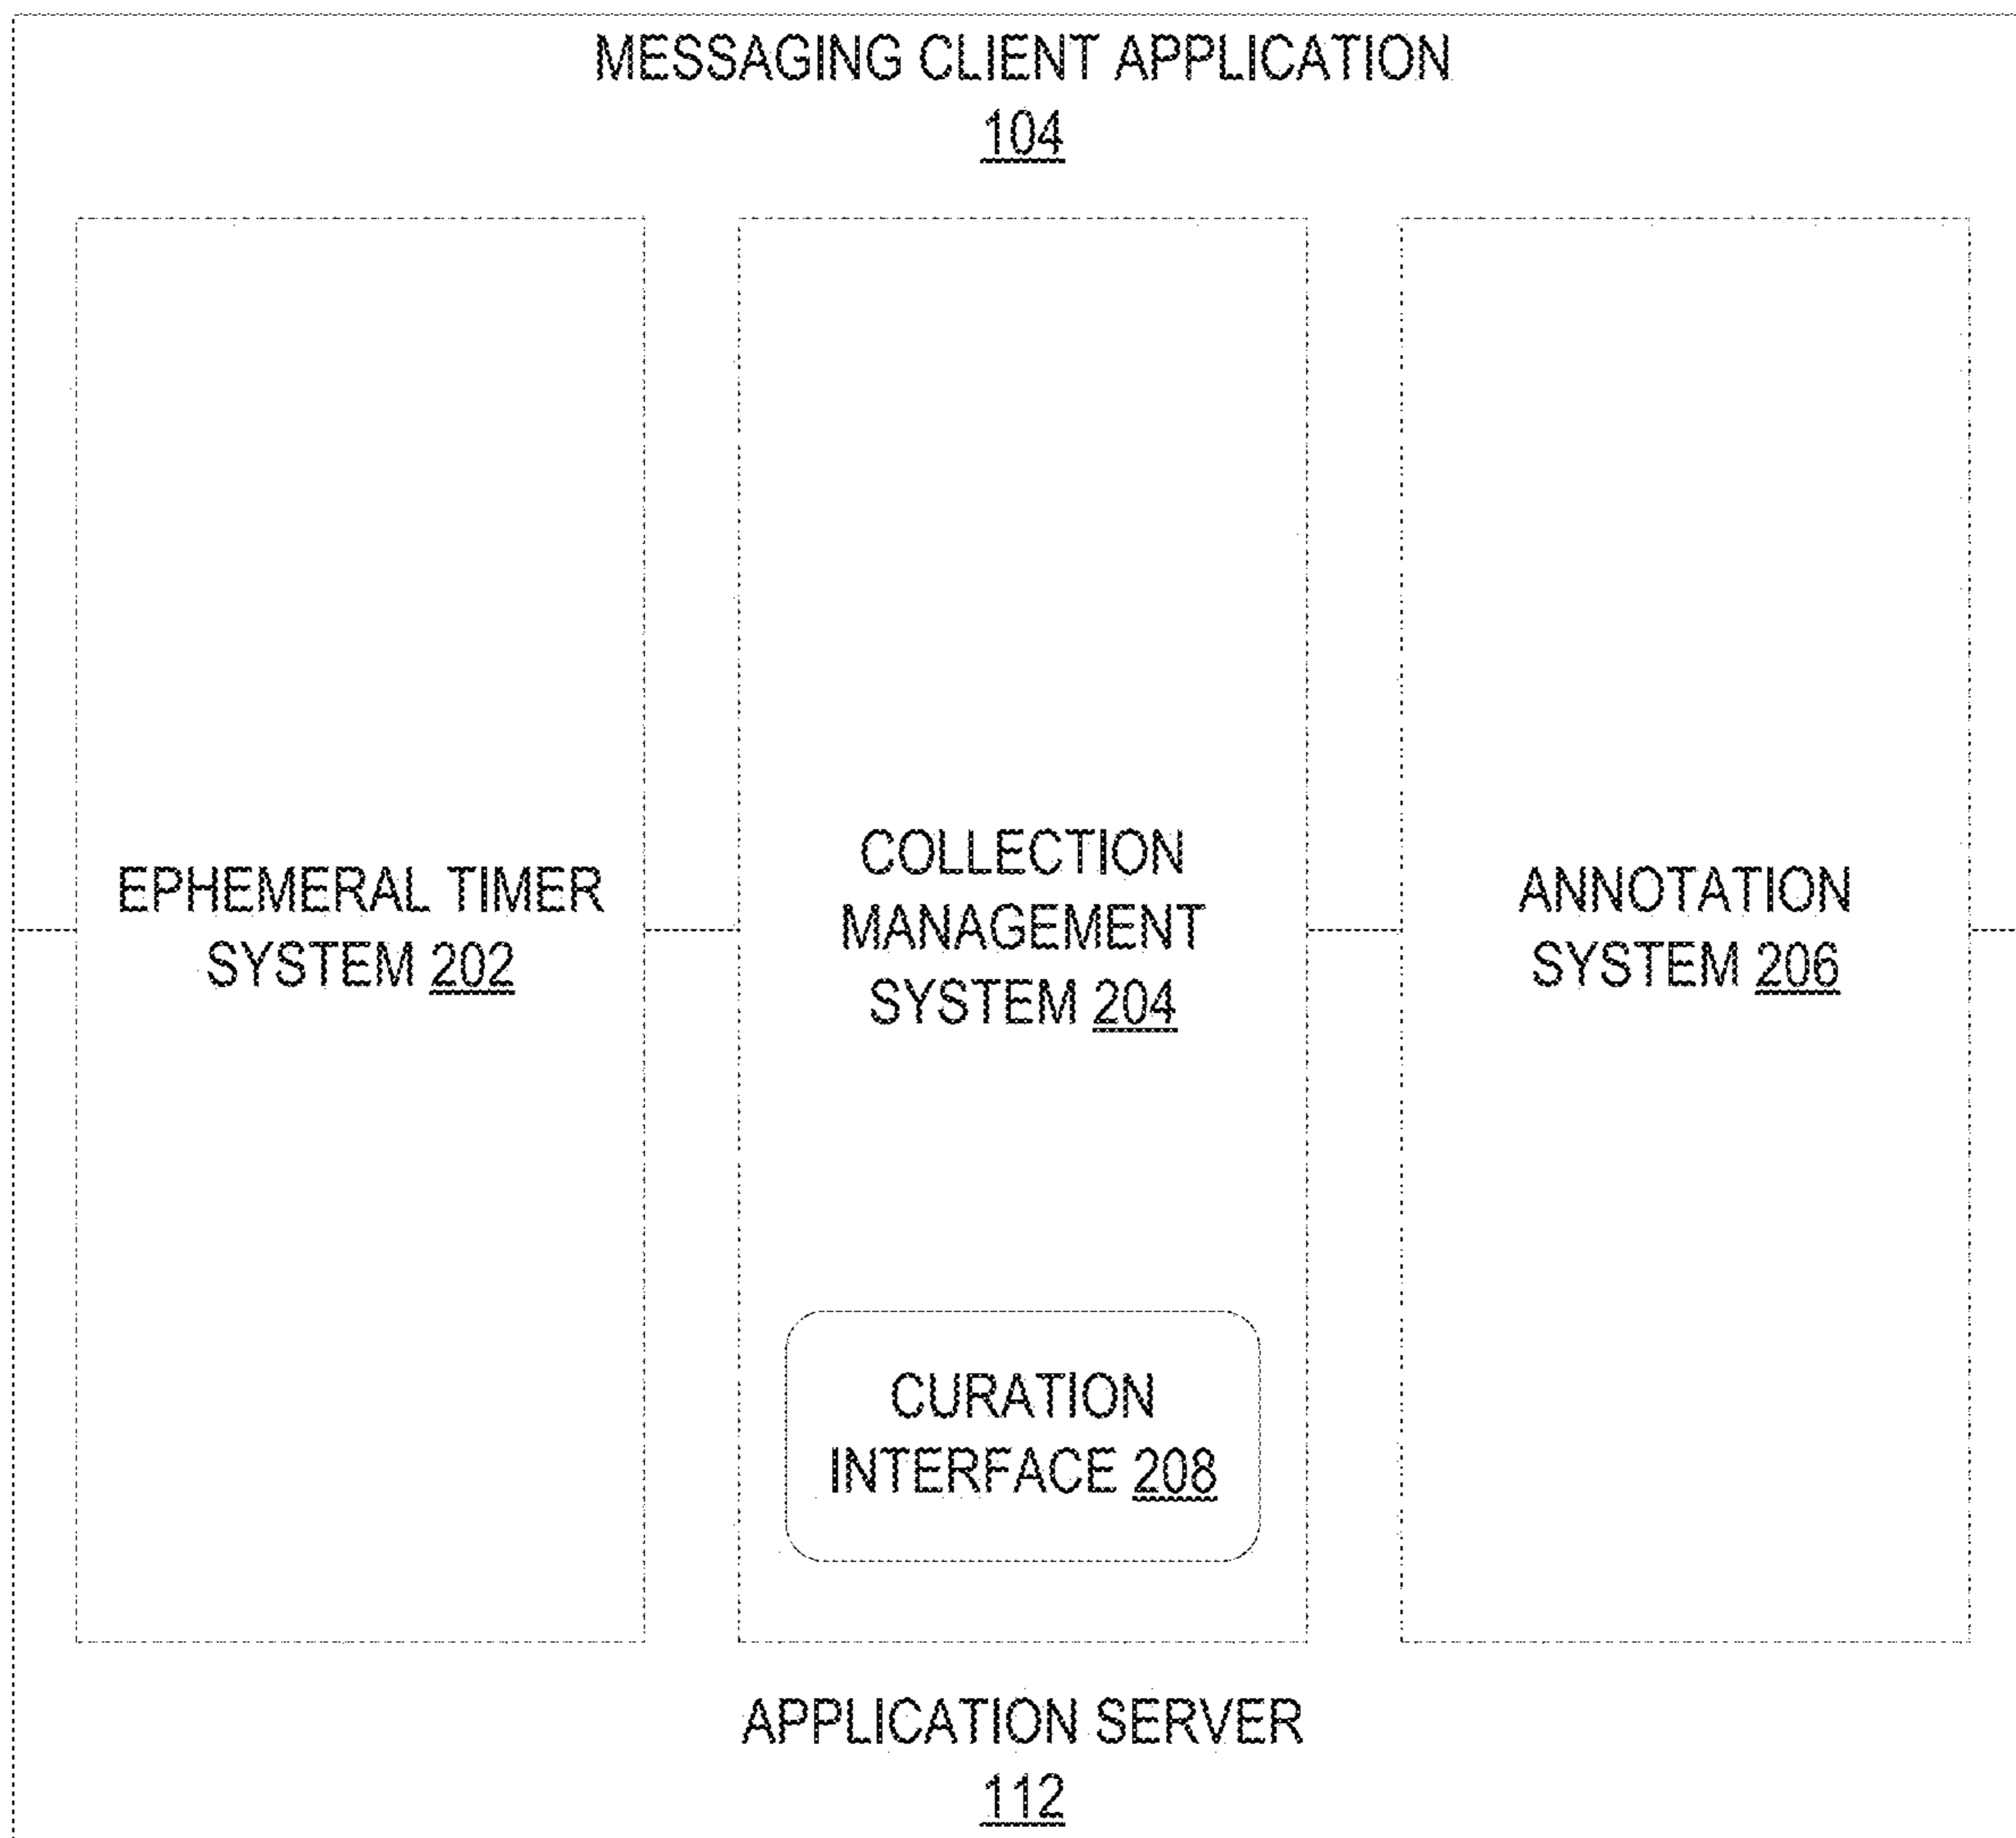 MESSAGING CLIENT APPLICATION
104
EPHEMERAL TIMER
SYSTEM 202
COLLECTION
MANAGEMENT
SYSTEM 204
ANNOTATION
SYSTEM 206
CURATION
INTERFACE 208
APPLICATION SERVER
112